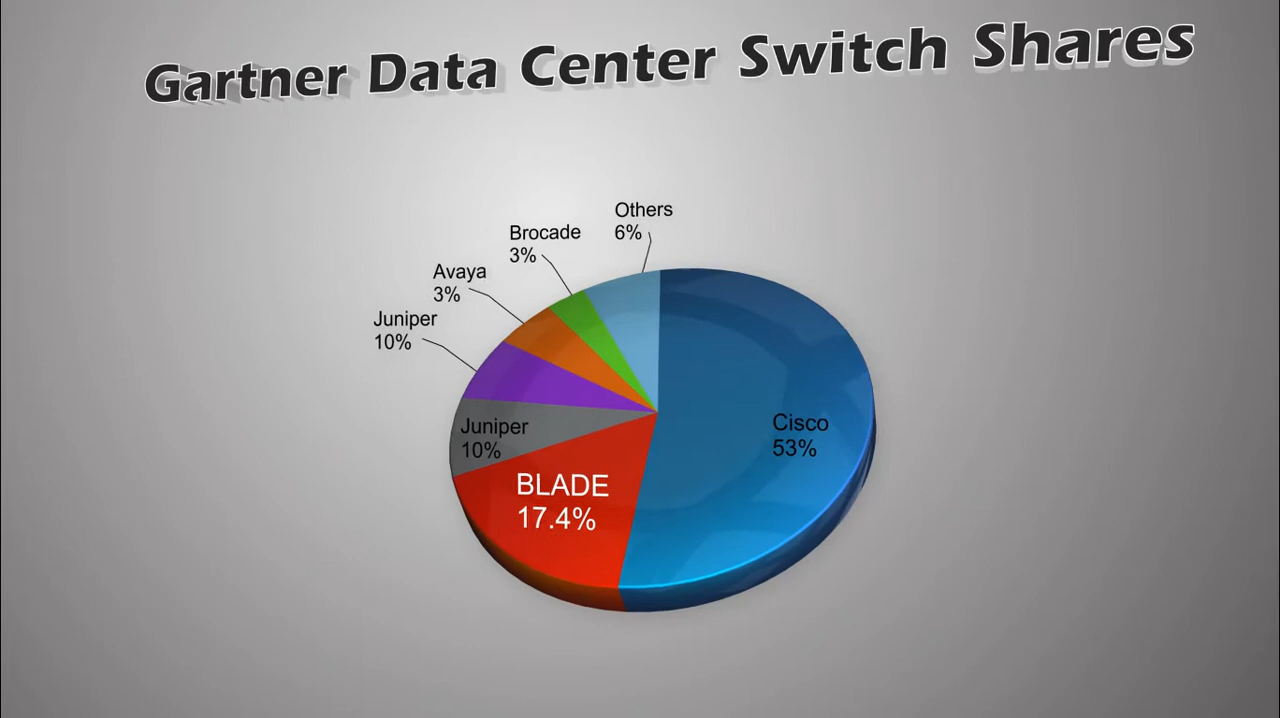 Gartner Data Center Switch Shares
Others
6%
Brocade
3%
Avaya
3%
Juniper
10%
Juniper
10%
Cisco
53%
BLADE
17.4%